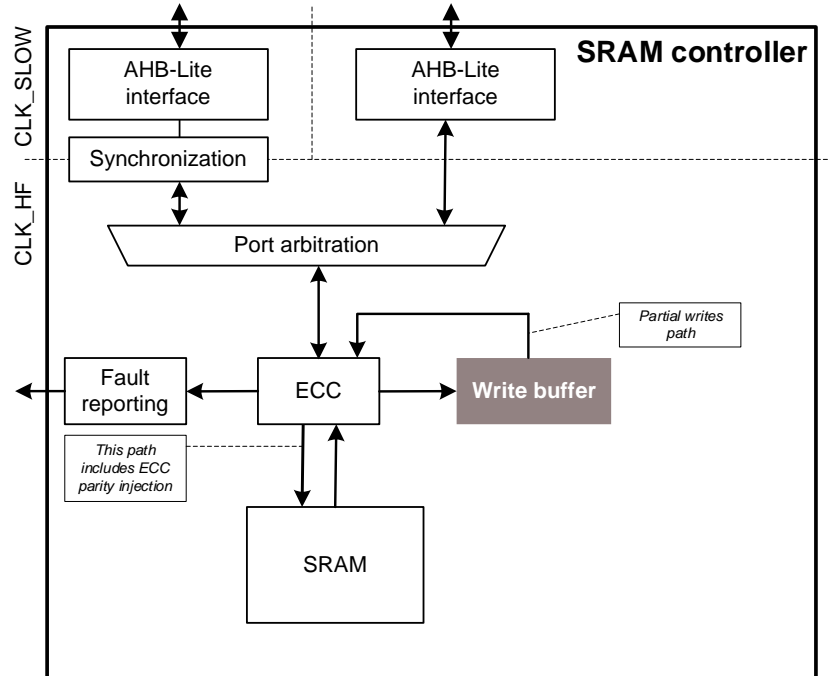 SRAM controller
CLK_SLOW
AHB-Lite
interface
AHB-Lite
interface
Synchronization
CLK_HF
Port arbitration
Partial writes
path
Fault
reporting
ECC
Write buffer
This path
includes ECC
parity injection
SRAM